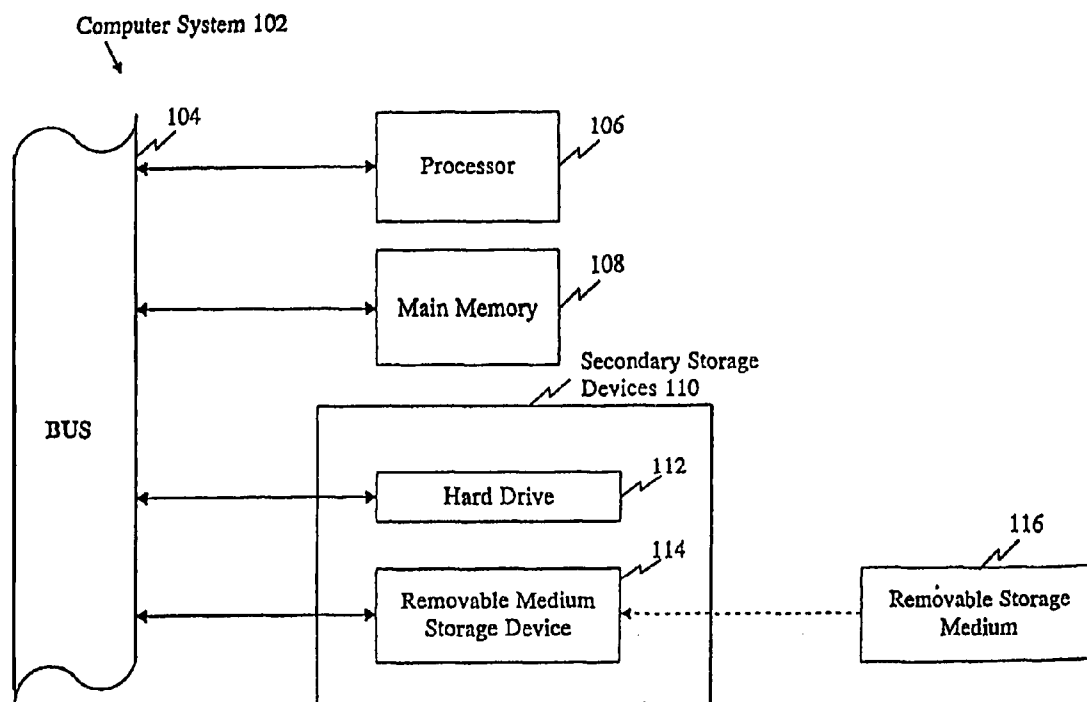 Computer System 102
104
106
Processor
108
Main Memory
Secondary Storage
Devices 110
BUS
112
Hard Drive
114
Removable Medium
Storage Device
116
Removable Storage
Medium